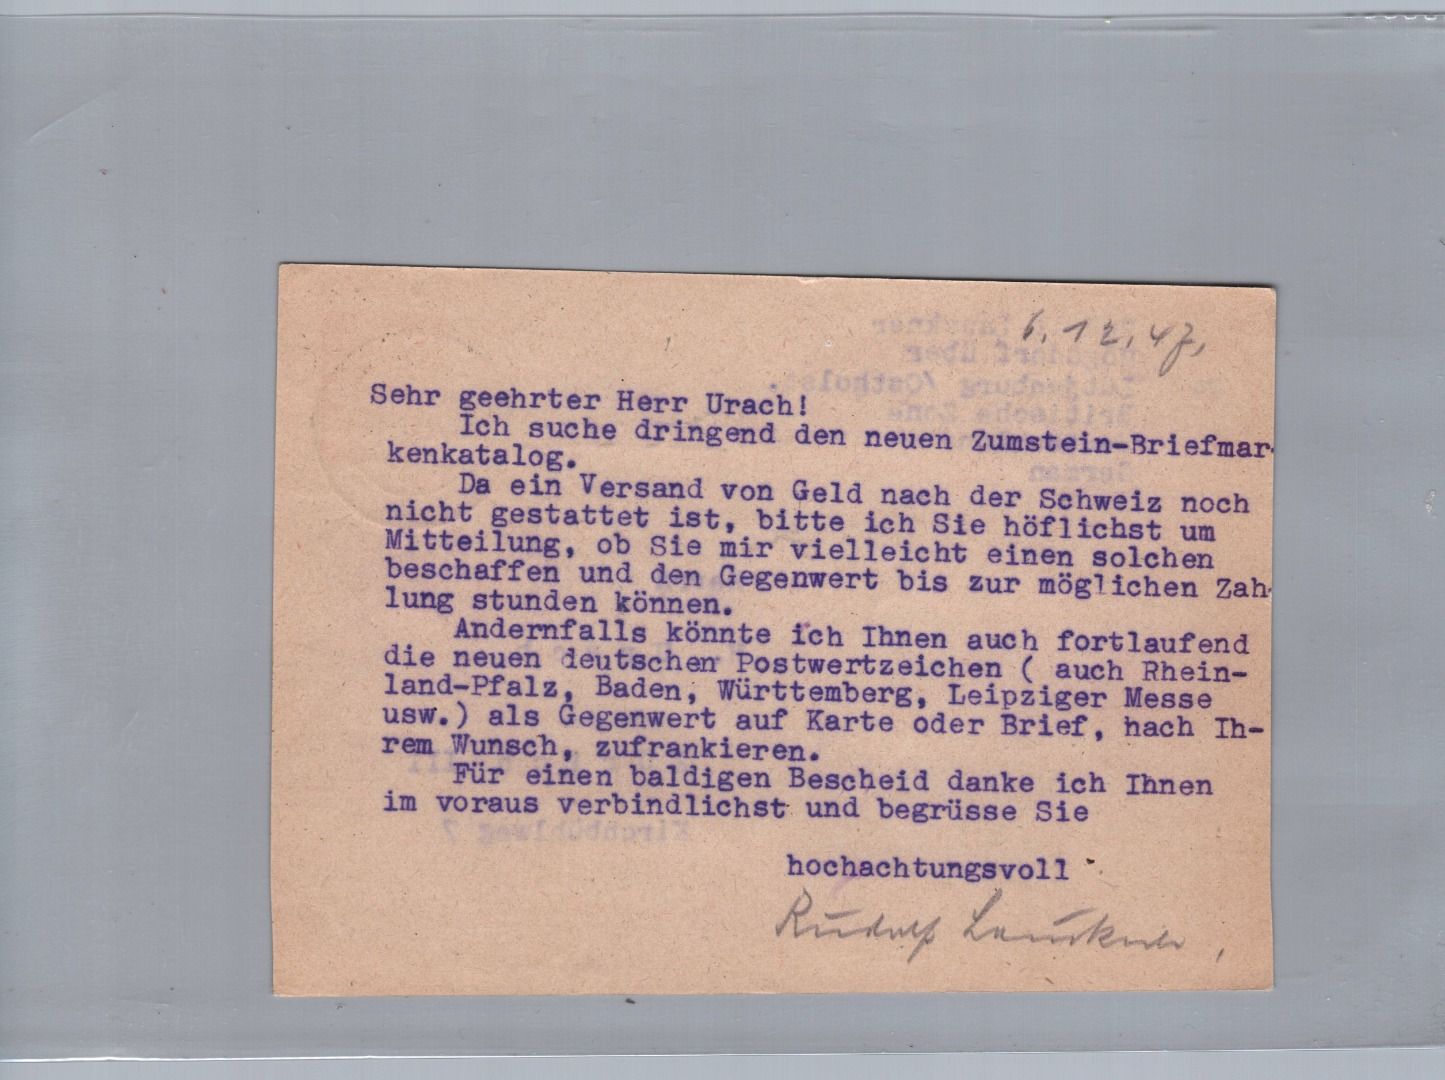 6.12.47,
Sehr geehrter Herr Urach!
Ich suche dringend den neuen Zumstein-Briefmar-
kenkatalog.
Da ein Versand von Geld nach der Schweiz noch
nicht gestattet ist, bitte ich Sie höflichst um
Mitteilung, ob Sie mir vielleicht einen solchen
beschaffen und den Gegenwert bis zur möglichen Zah-
lung stunden können.
Andernfalls könnte ich Ihnen auch fortlaufend
die neuen deutschen Postwertzeichen ( auch Rhein-
land-Pfalz, Baden, Württemberg, Leipziger Messe
usw.) als Gegenwert auf Karte oder Brief, hach Ih-
rem Wunsch, zufrankieren.
Für einen baldigen Bescheid danke ich Ihnen
im voraus verbindlichst und begrüsse Sie
hochachtungsvoll
Rudolf Lauckner